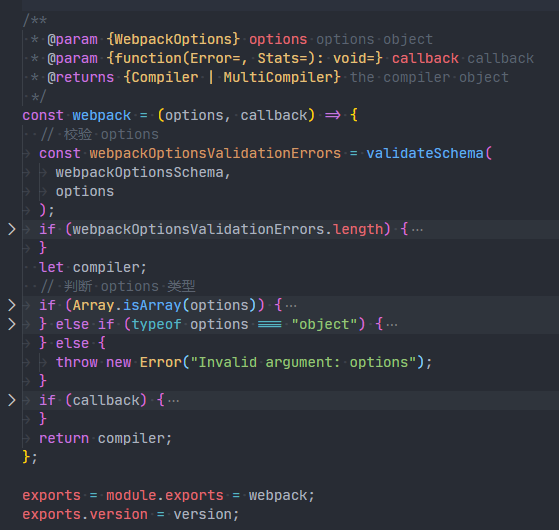 /**
 * @param {WebpackOptions} options options object
 * @param {function(Error=, Stats=): void=} callback callback
 * @returns {Compiler | MultiCompiler} the compiler object
 */
const webpack = (options, callback) => {
  // 校验 options
  const webpackOptionsValidationErrors = validateSchema(
    webpackOptionsSchema,
    options
  );
  if (webpackOptionsValidationErrors.length) { ⋯
  }
  let compiler;
  // 判断 options 类型
  if (Array.isArray(options)) { ⋯
  } else if (typeof options === "object") { ⋯
  } else {
    throw new Error("Invalid argument: options");
  }
  if (callback) { ⋯
  }
  return compiler;
};
exports = module.exports = webpack;
exports.version = version;